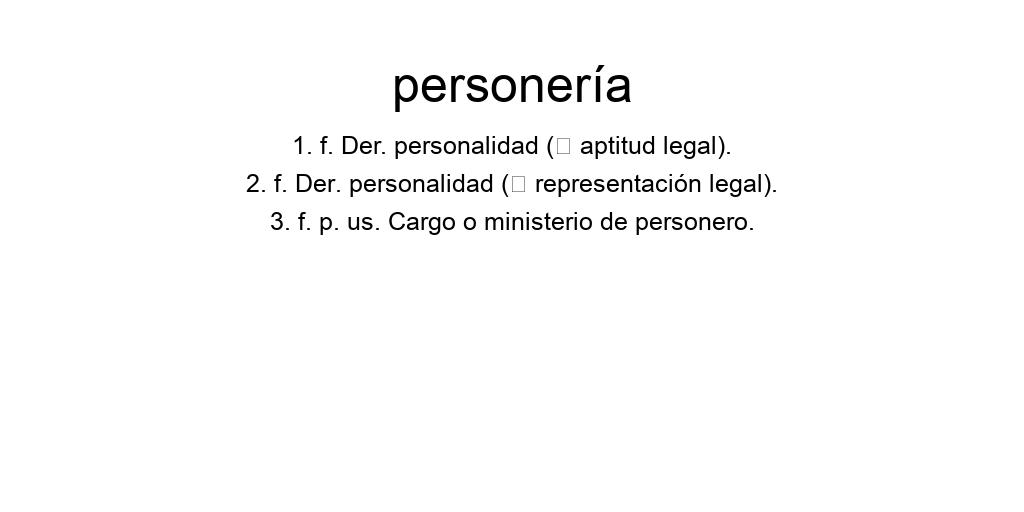 personería
1. f. Der. personalidad (□ aptitud legal).
2. f. Der. personalidad (□ representación legal).
3. f. p. us. Cargo o ministerio de personero.